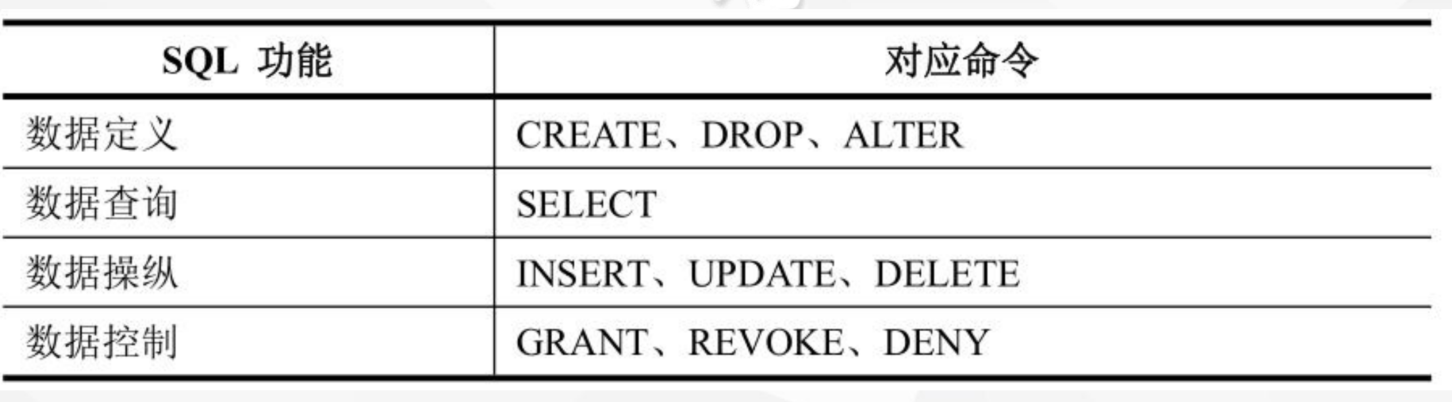 SQL 功能 对应命令
数据定义 CREATE、DROP、ALTER
数据查询 SELECT
数据操纵 INSERT、UPDATE、DELETE
数据控制 GRANT、REVOKE、DENY